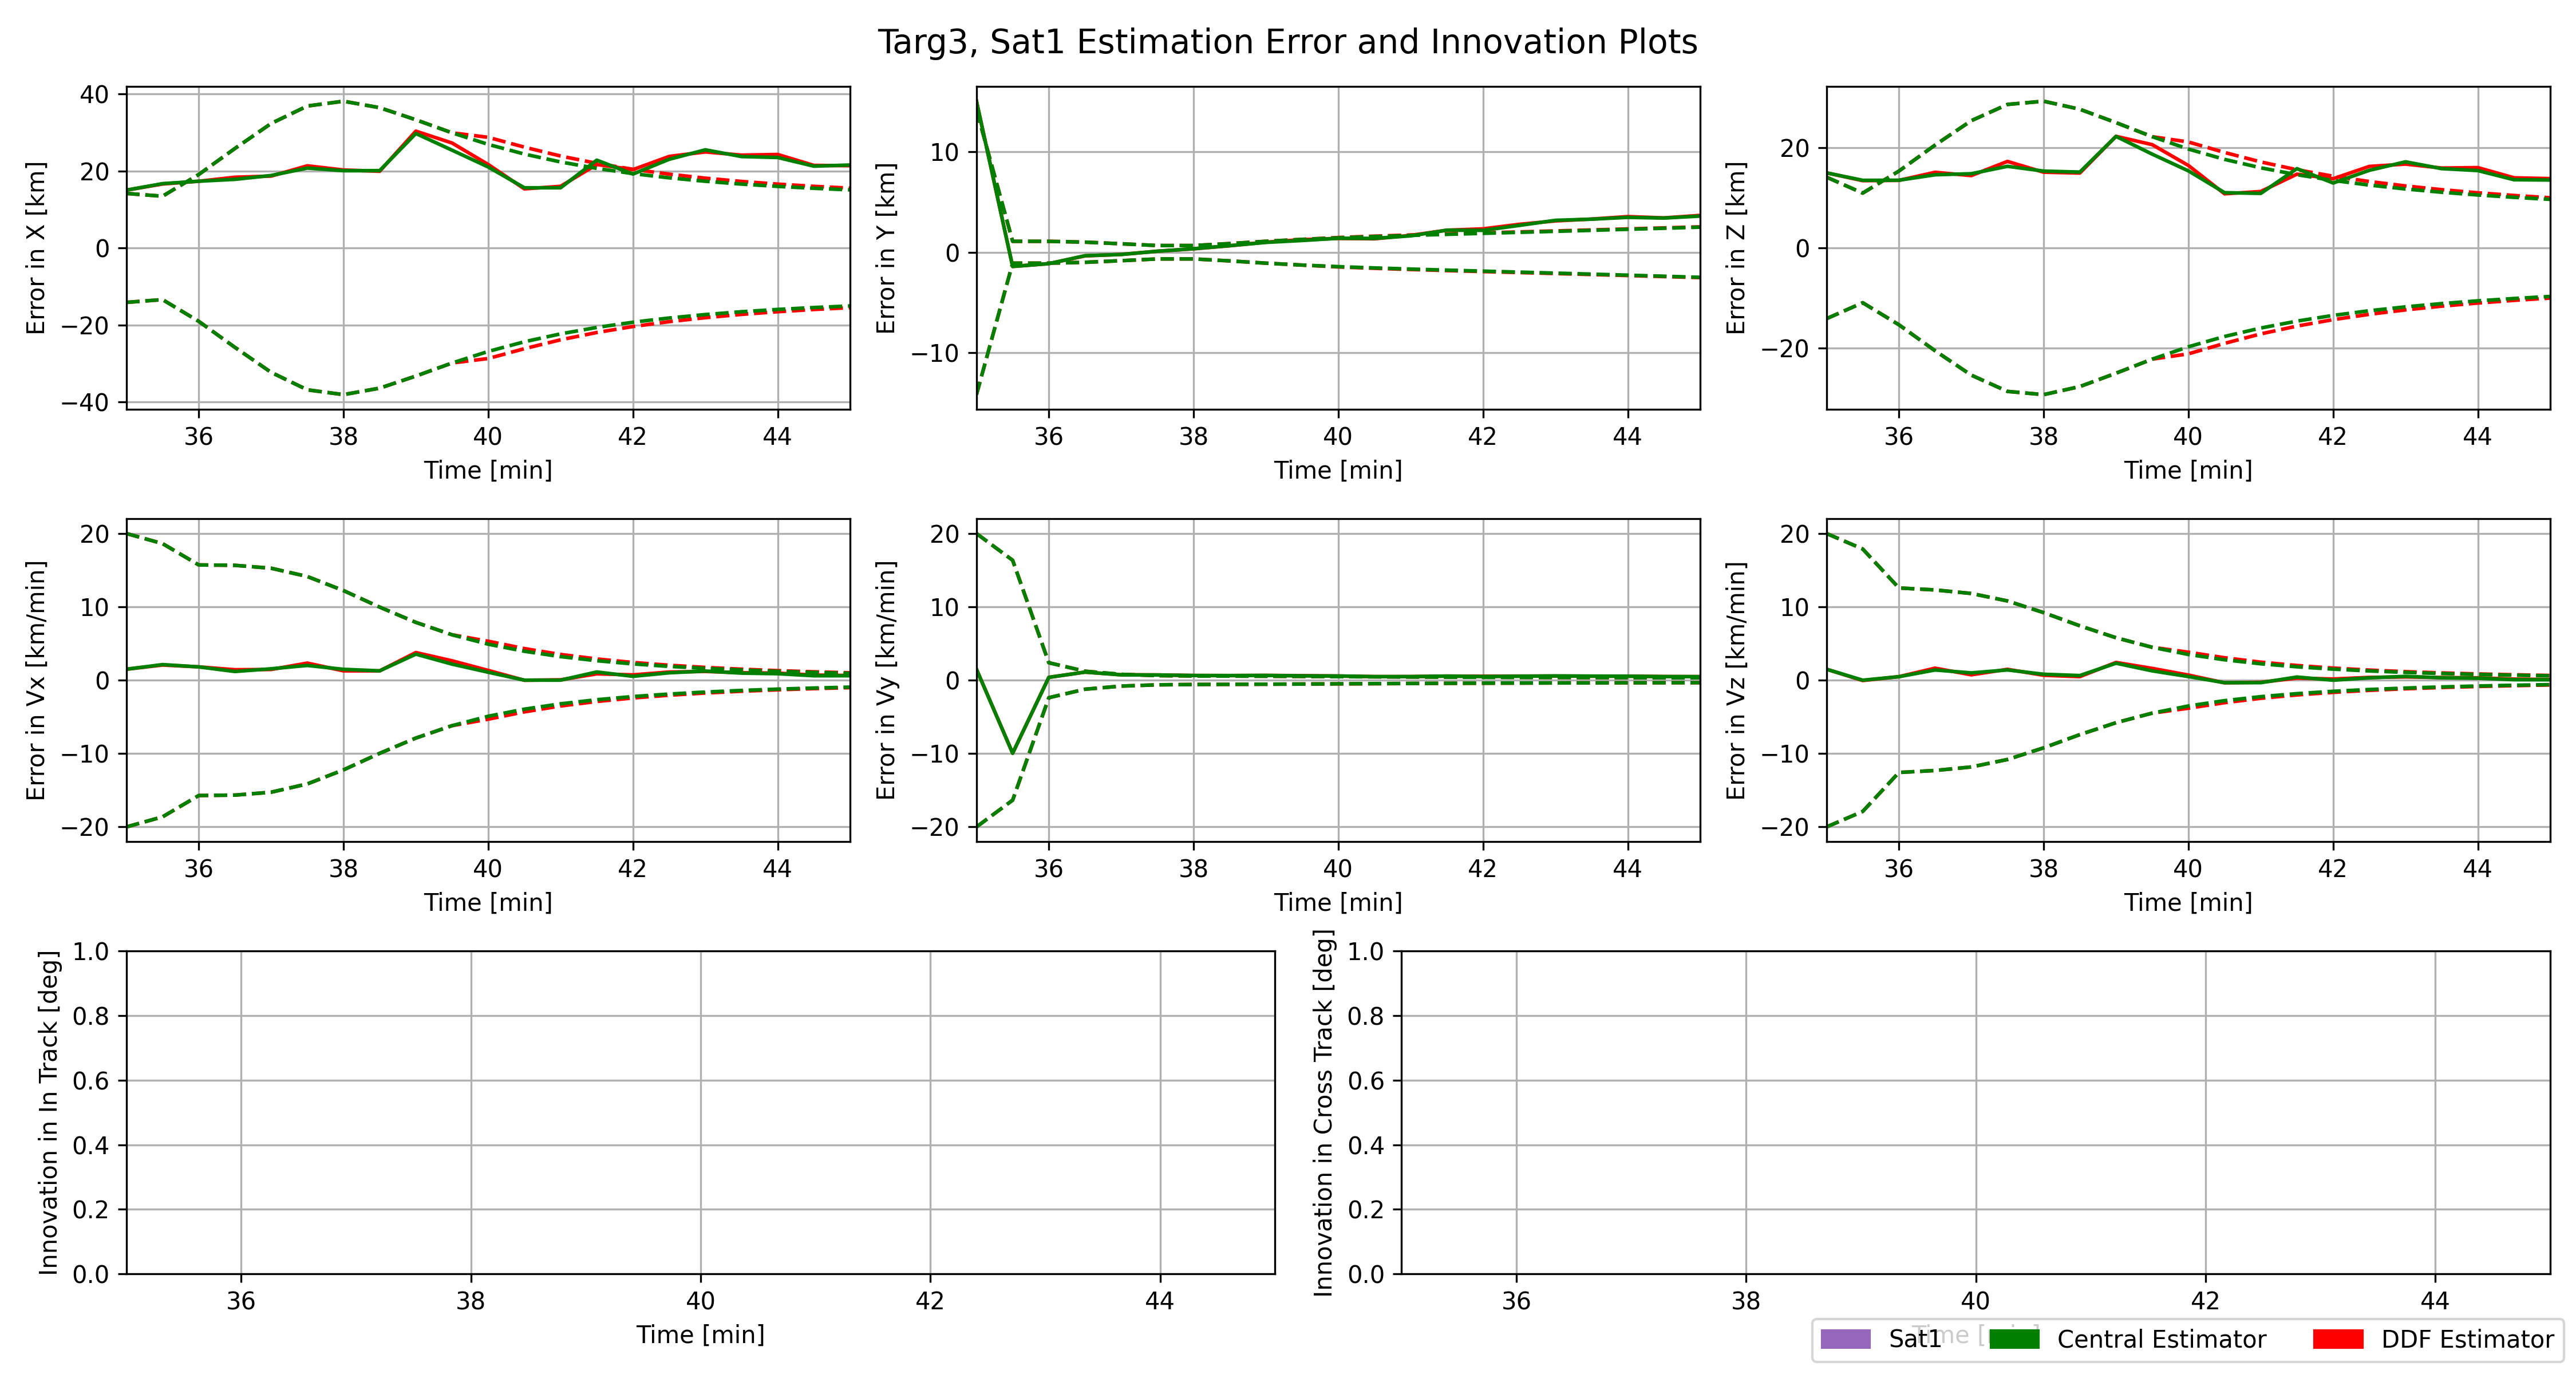 Targ3, Sat1 Estimation Error and Innovation Plots
Error in X [km]
40
20
0
−20
−40
36 38 40 42 44
Time [min]
Error in Y [km]
10
0
−10
36 38 40 42 44
Time [min]
Error in Z [km]
20
0
−20
36 38 40 42 44
Time [min]
Error in Vx [km/min]
20
10
0
−10
−20
36 38 40 42 44
Time [min]
Error in Vy [km/min]
20
10
0
−10
−20
36 38 40 42 44
Time [min]
Error in Vz [km/min]
20
10
0
−10
−20
36 38 40 42 44
Time [min]
Innovation in In Track [deg]
1.0
0.8
0.6
0.4
0.2
0.0
36 38 40 42 44
Time [min]
Innovation in Cross Track [deg]
1.0
0.8
0.6
0.4
0.2
0.0
36 38 40 42 44
Time [min]
Sat1 Central Estimator DDF Estimator